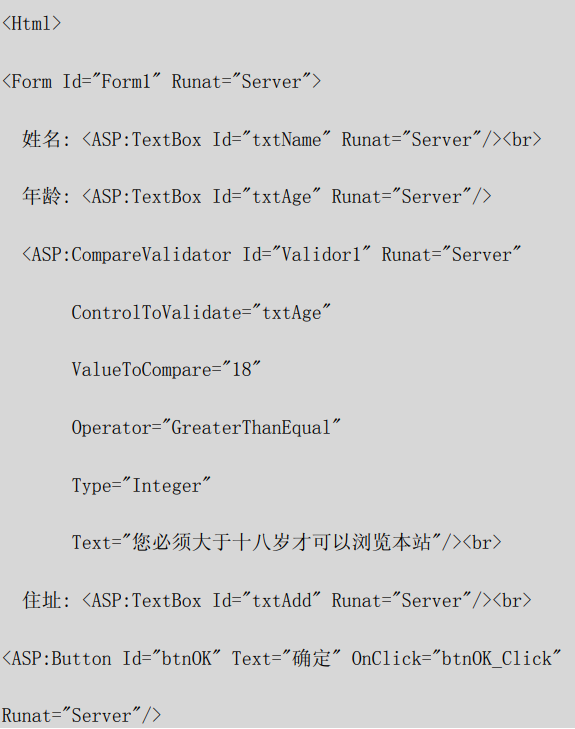 <Html>
<Form Id="Form1" Runat="Server">
姓名: <ASP:TextBox Id="txtName" Runat="Server"/><br>
年龄: <ASP:TextBox Id="txtAge" Runat="Server"/>
<ASP:CompareValidator Id="Validor1" Runat="Server"
ControlToValidate="txtAge"
ValueToCompare="18"
Operator="GreaterThanEqual"
Type="Integer"
Text="您必须大于十八岁才可以浏览本站"/><br>
住址: <ASP:TextBox Id="txtAdd" Runat="Server"/><br>
<ASP:Button Id="btnOK" Text="确定" OnClick="btnOK_Click"
Runat="Server"/>